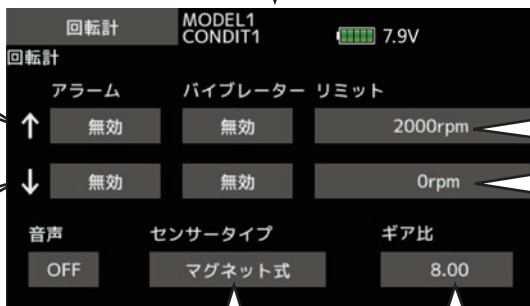 回転計 MODEL1
CONDIT1 7.9V
回転計
アラーム バイブレーター リミット
↑ 無効 無効 2000rpm
↓ 無効 無効 0rpm
音声 センサータイプ ギア比
OFF マグネット式 8.00